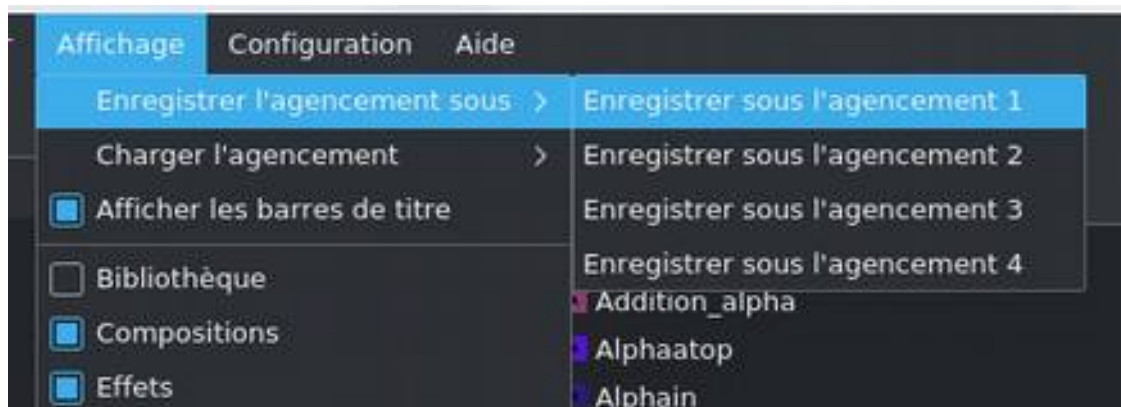 Affichage Configuration Aide
Enregistrer l'agencement sous > Enregistrer sous l'agencement 1
Charger l'agencement > Enregistrer sous l'agencement 2
Afficher les barres de titre Enregistrer sous l'agencement 3
Enregistrer sous l'agencement 4
Bibliothèque
Addition_alpha
Compositions
Alphaatop
Effets
Alphain